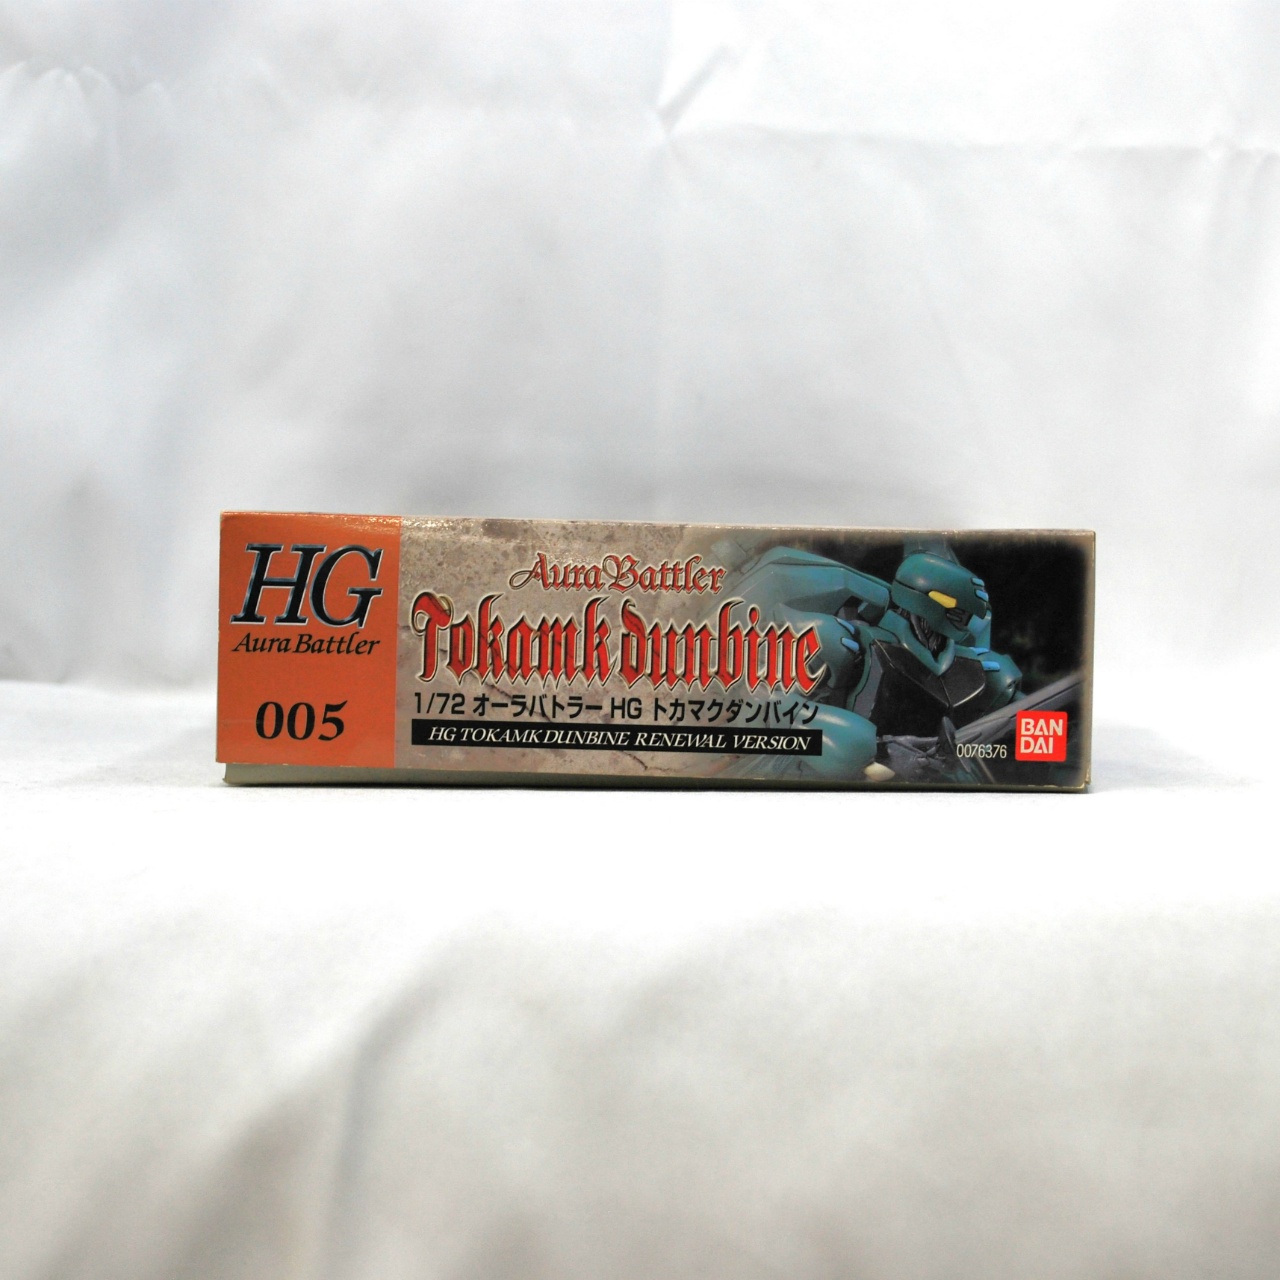 HG
Aura Battler
005
Aura Battler
Tokamk dunbine
1/72 オーラバトラー HG トカマクダンバイン
HG TOKAMK DUNBINE RENEWAL VERSION
0076376
BAN
DAI